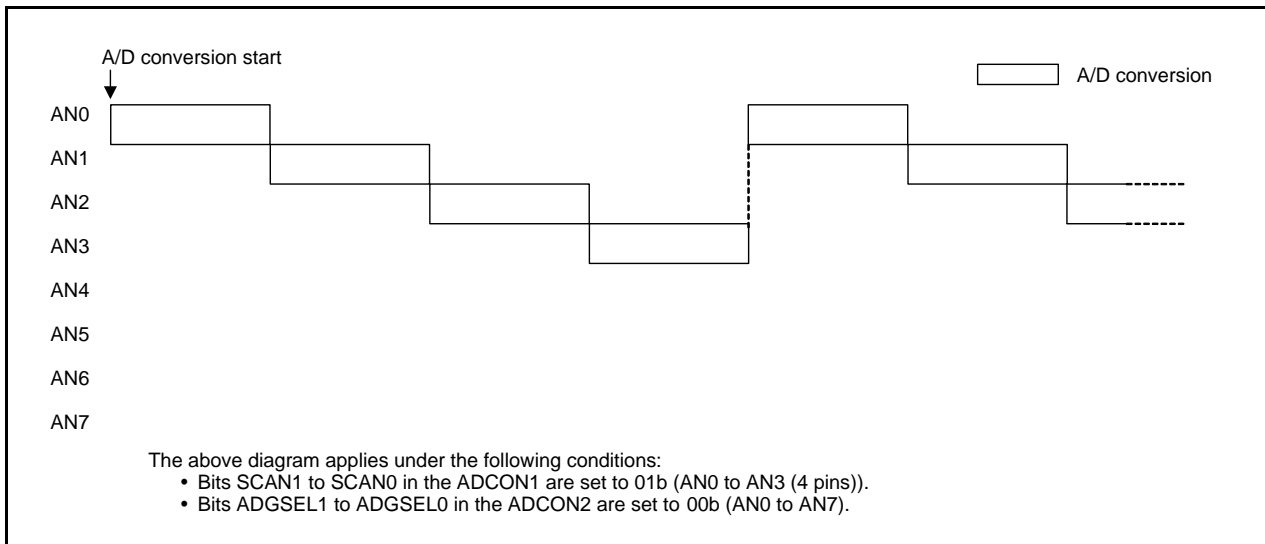 A/D conversion start
A/D conversion
AN0
AN1
AN2
AN3
AN4
AN5
AN6
AN7
The above diagram applies under the following conditions:
• Bits SCAN1 to SCAN0 in the ADCON1 are set to 01b (AN0 to AN3 (4 pins)).
• Bits ADGSEL1 to ADGSEL0 in the ADCON2 are set to 00b (AN0 to AN7).